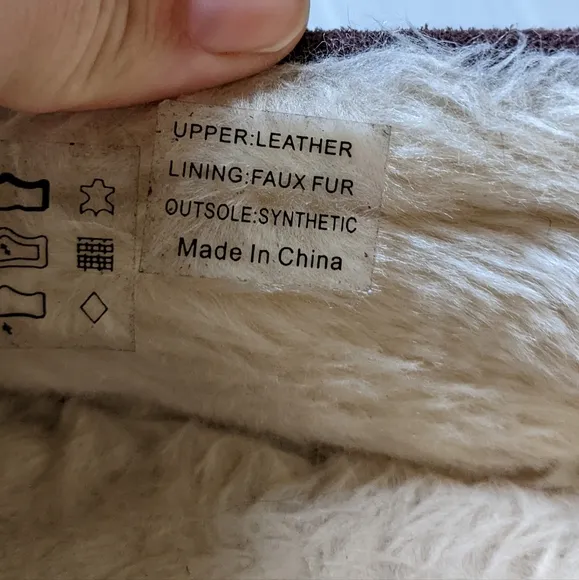 UPPER:LEATHER
LINING:FAUX FUR
OUTSOLE:SYNTHETIC
Made In China